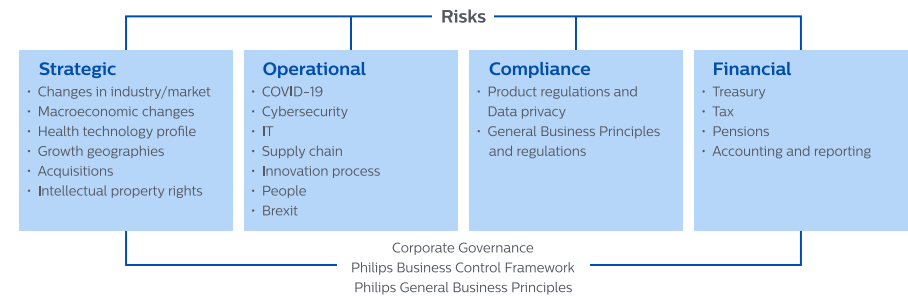 Risks
Strategic
• Changes in industry/market
• Macroeconomic changes
• Health technology profile
• Growth geographies
• Acquisitions
• Intellectual property rights
Operational
• COVID-19
• Cybersecurity
• IT
• Supply chain
• Innovation process
• People
• Brexit
Compliance
• Product regulations and
Data privacy
• General Business Principles
and regulations
Financial
• Treasury
• Tax
• Pensions
• Accounting and reporting
Corporate Governance
Philips Business Control Framework
Philips General Business Principles